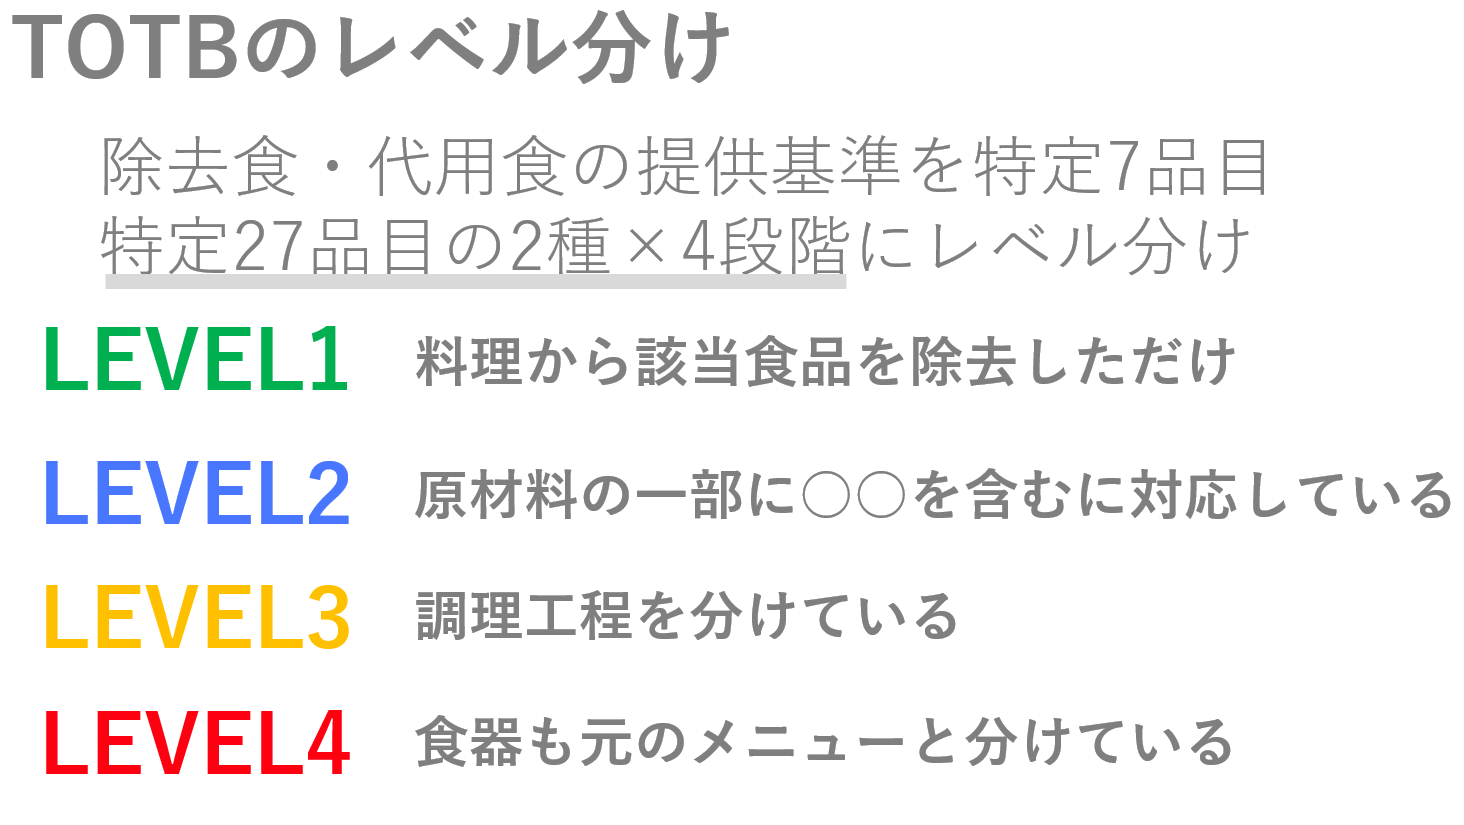 TOTBのレベル分け
除去食・代用食の提供基準を特定7品目
特定27品目の2種×4段階にレベル分け
LEVEL1 料理から該当食品を除去しただけ
LEVEL2 原材料の一部に○○を含むに対応している
LEVEL3 調理工程を分けている
LEVEL4 食器も元のメニューと分けている